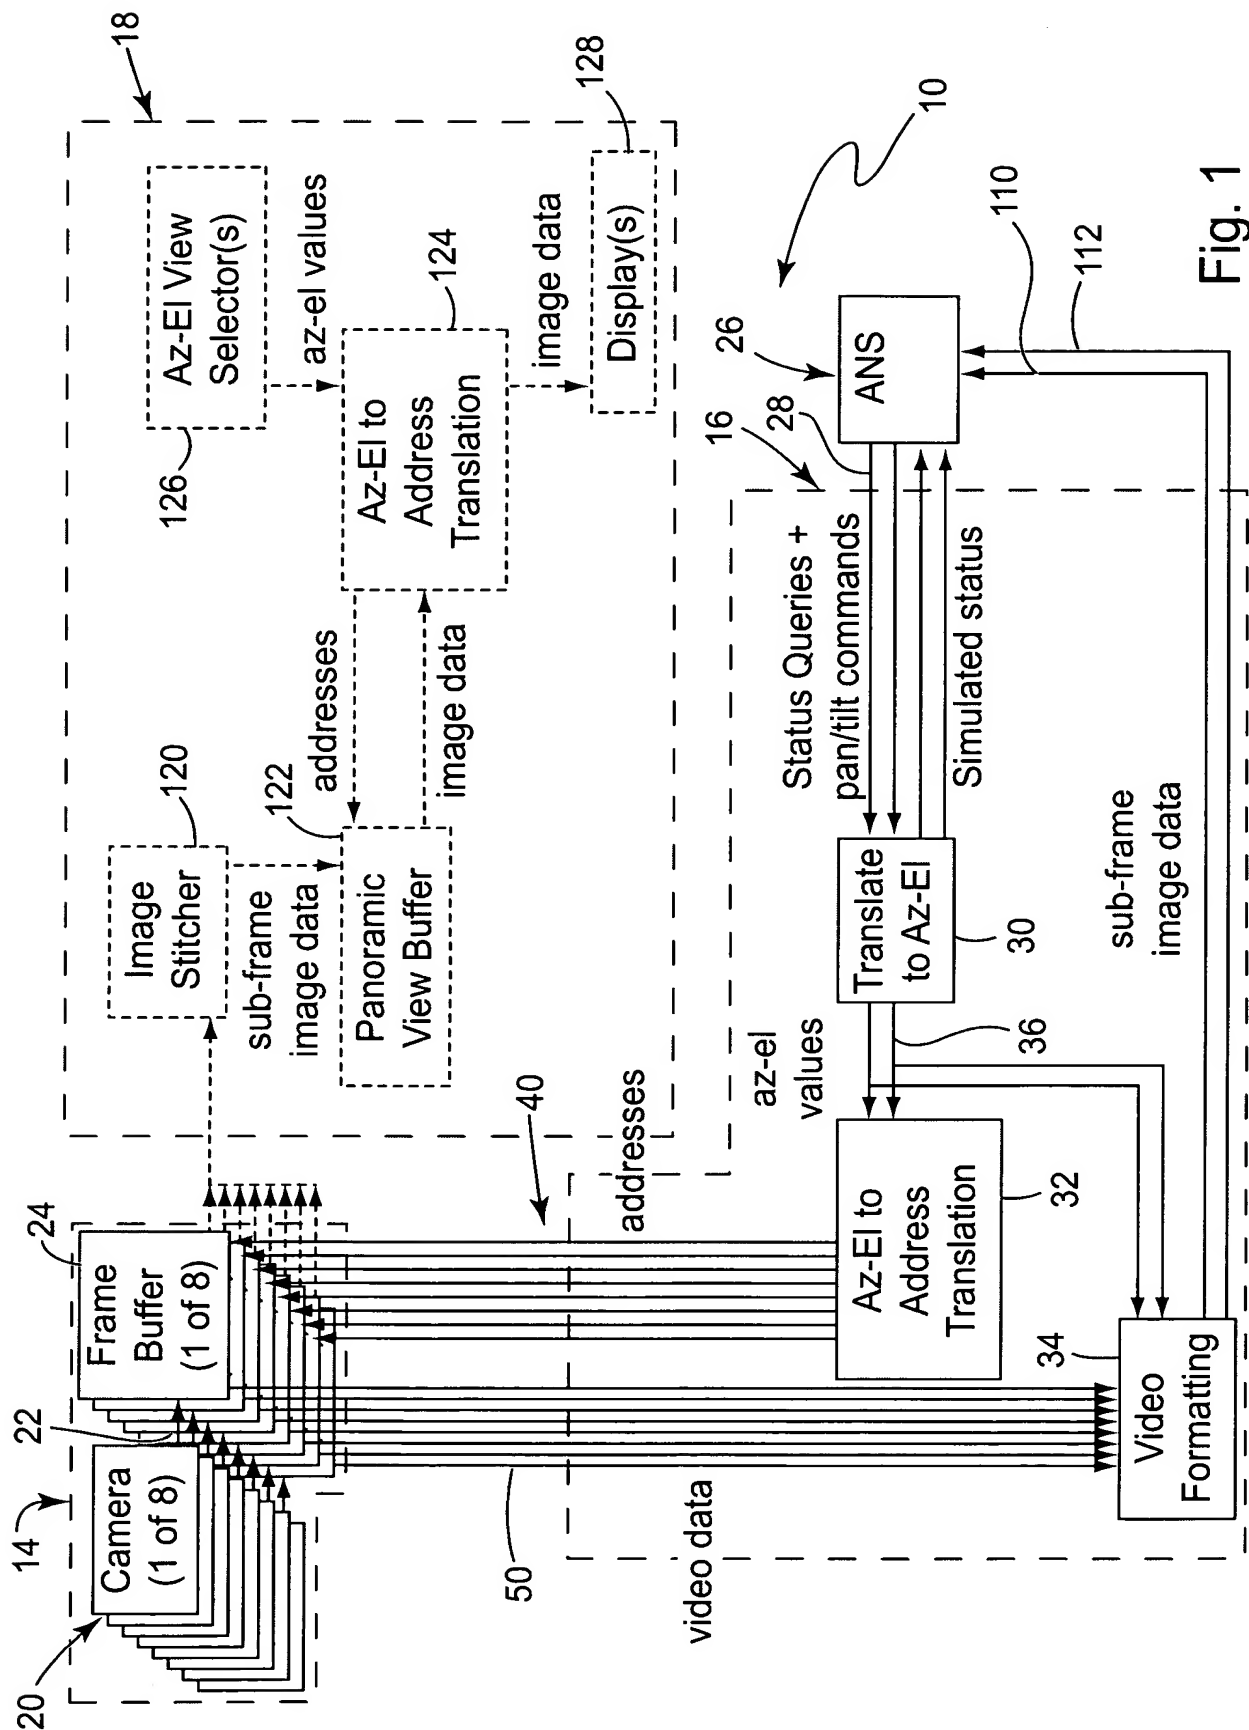 14
20
Camera
(1 of 8)
22
24
Frame
Buffer
(1 of 8)
18
120
Image
Stitcher
sub-frame
image data
122
Panoramic
View Buffer
addresses
image data
126
Az-El View
Selector(s)
az-el values
124
Az-El to
Address
Translation
image data
128
Display(s)
10
40
addresses
50
video data
16
26
ANS
28
Status Queries +
pan/tilt commands
Simulated status
Translate
to Az-El
30
az-el
values
36
Az-El to
Address
Translation
32
34
Video
Formatting
sub-frame
image data
110
112
Fig. 1